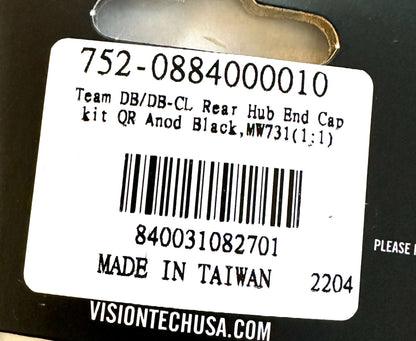 752-0884000010
Team DB/DB-CL Rear Hub End Cap
kit QR Anod Black,MW731(1;1)
840031082701
MADE IN TAIWAN 2204
PLEASE
VISIONTECHUSA.COM